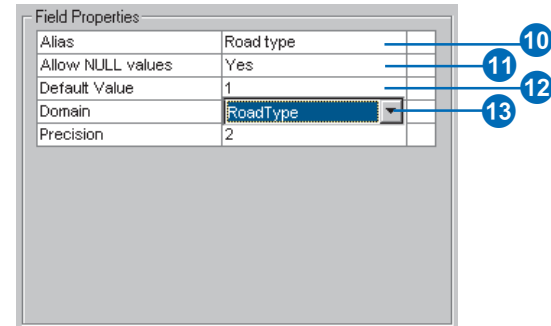 Field Properties
Alias Road type 10
Allow NULL values Yes 11
Default Value 1 12
Domain RoadType 13
Precision 2